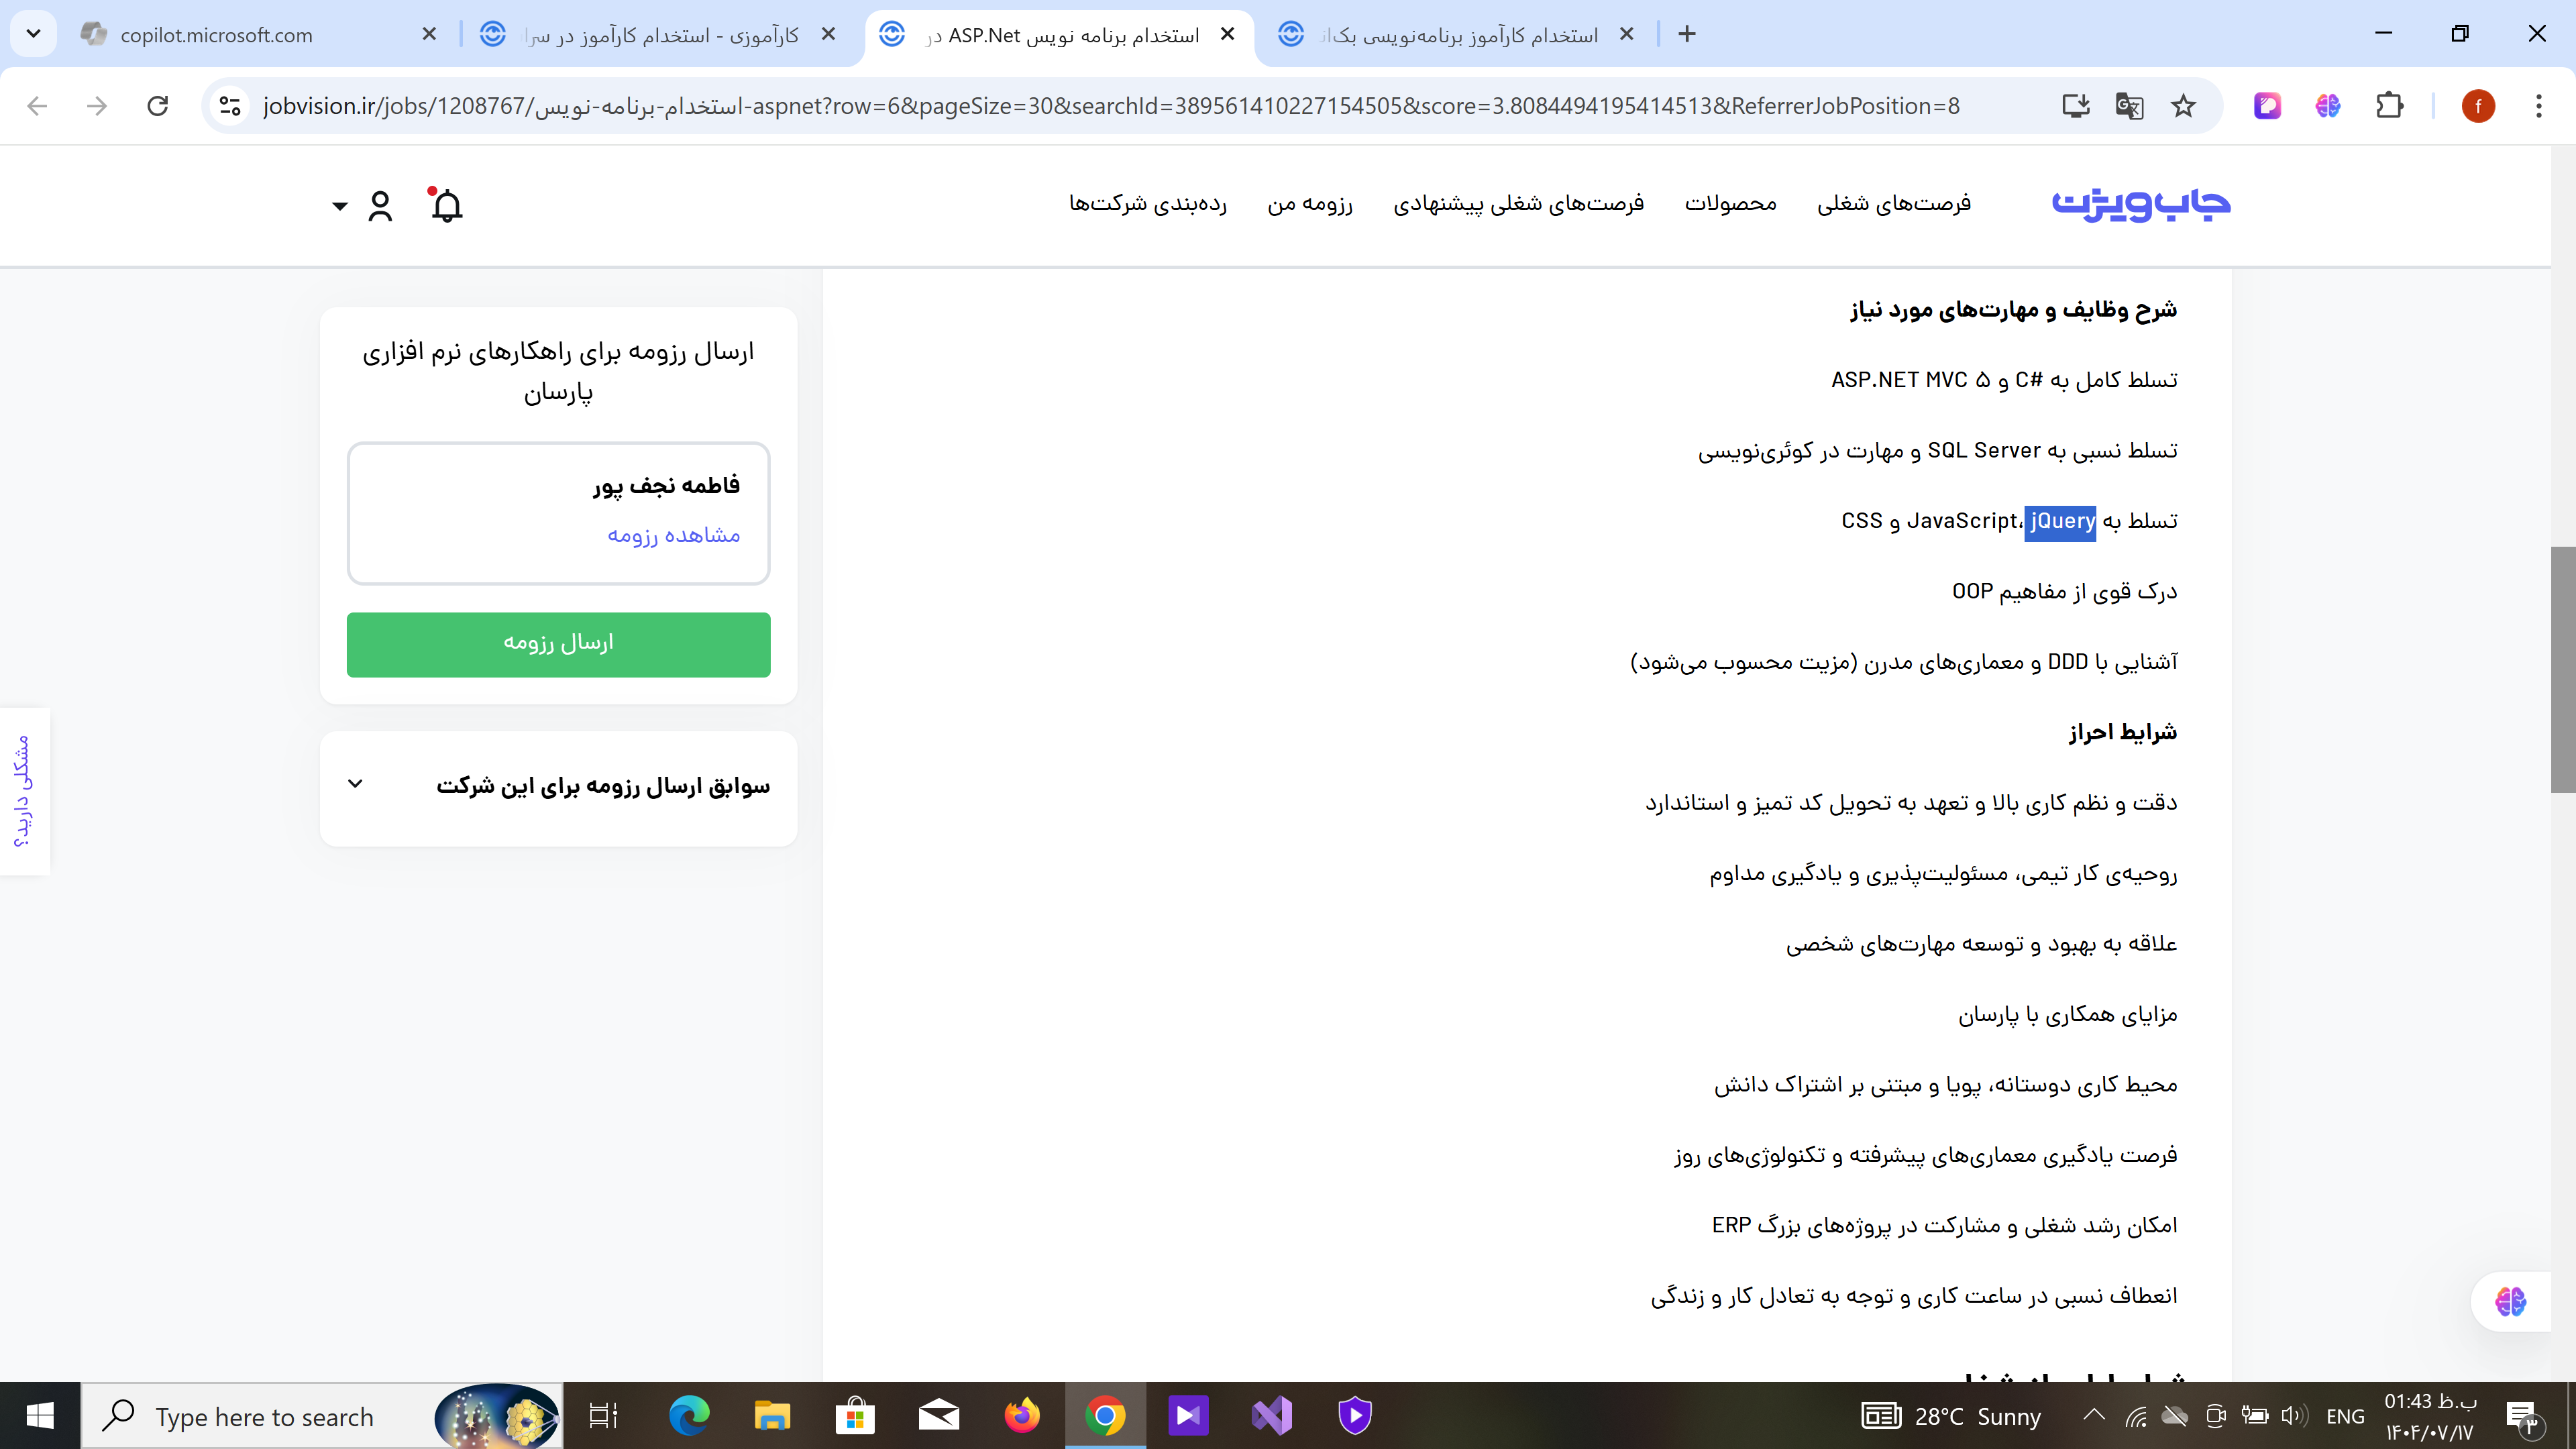 copilot.microsoft.com
کارآموزی - استخدام کارآموز در سرا
استخدام برنامه نویس ASP.Net در
استخدام کارآموز برنامه‌نویسی بک‌اند
jobvision.ir/jobs/1208767/استخدام-برنامه-نویس-aspnet?row=6&pageSize=30&searchId=3895614102271545​05&score=3.8084494195414513&ReferrerJobPosition=8
f
جاب‌ویژن
فرصت‌های شغلی
محصولات
فرصت‌های شغلی پیشنهادی
رزومه من
رده‌بندی شرکت‌ها
شرح وظایف و مهارت‌های مورد نیاز
تسلط کامل به C# و ASP.NET MVC ۵
تسلط نسبی به SQL Server و مهارت در کوئری‌نویسی
تسلط به JavaScript، jQuery و CSS
درک قوی از مفاهیم OOP
آشنایی با DDD و معماری‌های مدرن (مزیت محسوب می‌شود)
شرایط احراز
دقت و نظم کاری بالا و تعهد به تحویل کد تمیز و استاندارد
روحیه‌ی کار تیمی، مسئولیت‌پذیری و یادگیری مداوم
علاقه به بهبود و توسعه مهارت‌های شخصی
مزایای همکاری با پارسان
محیط کاری دوستانه، پویا و مبتنی بر اشتراک دانش
فرصت یادگیری معماری‌های پیشرفته و تکنولوژی‌های روز
امکان رشد شغلی و مشارکت در پروژه‌های بزرگ ERP
انعطاف نسبی در ساعت کاری و توجه به تعادل کار و زندگی
ارسال رزومه برای راهکارهای نرم افزاری
پارسان
فاطمه نجف پور
مشاهده رزومه
ارسال رزومه
سوابق ارسال رزومه برای این شرکت
مشکلی دارید؟
Type here to search
28°C Sunny
ENG
01:43 ب.ظ
۱۴۰۴/۰۷/۱۷
۳